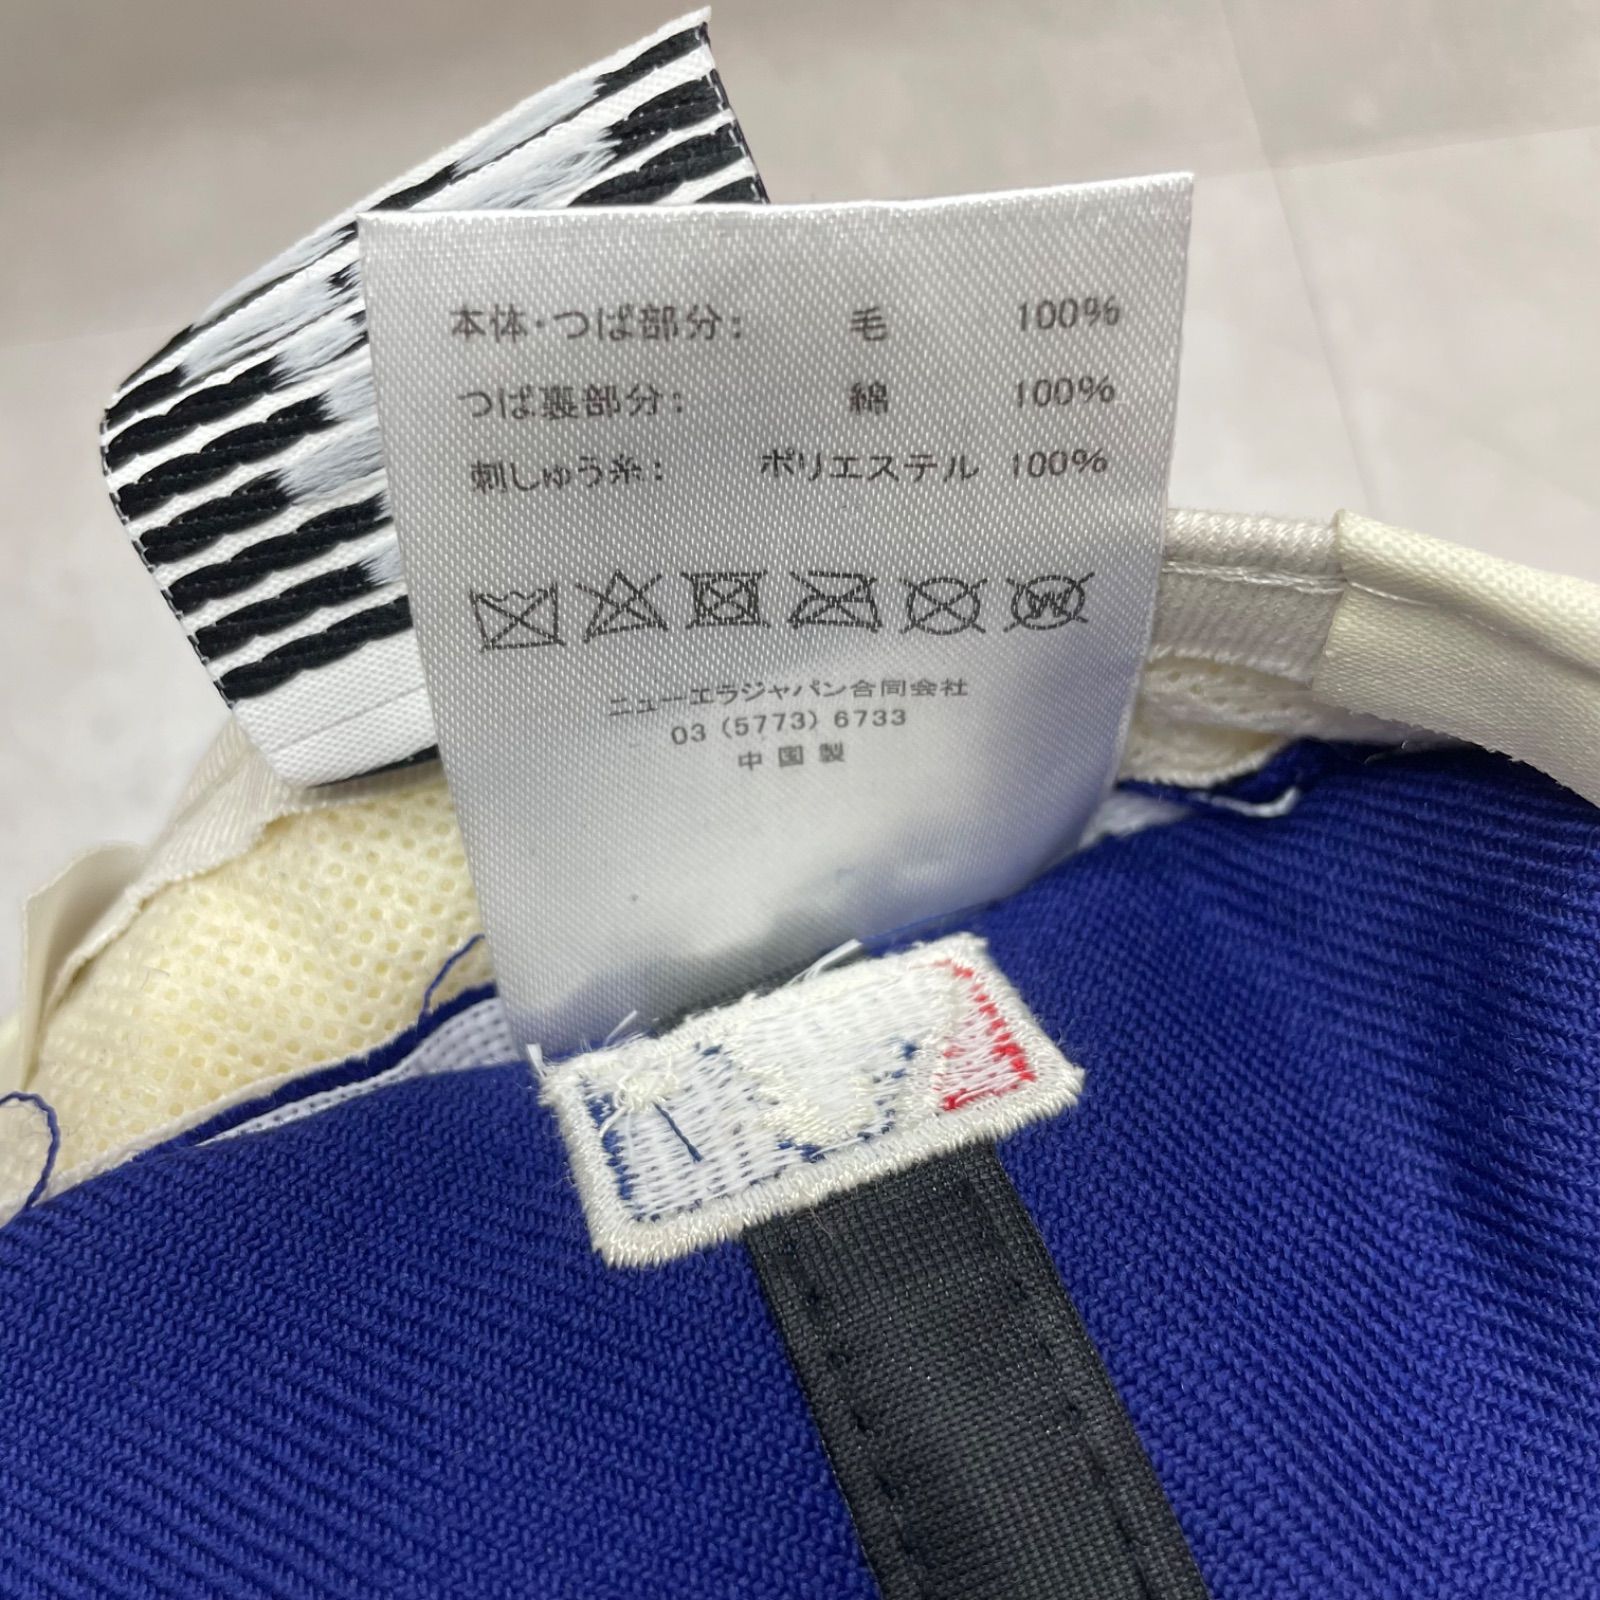 本体・つば部分: 毛 100%
つば裏部分: 綿 100%
刺しゅう糸: ポリエステル 100%
W
ニューエラジャパン合同会社
03 (5773) 6733
中国製